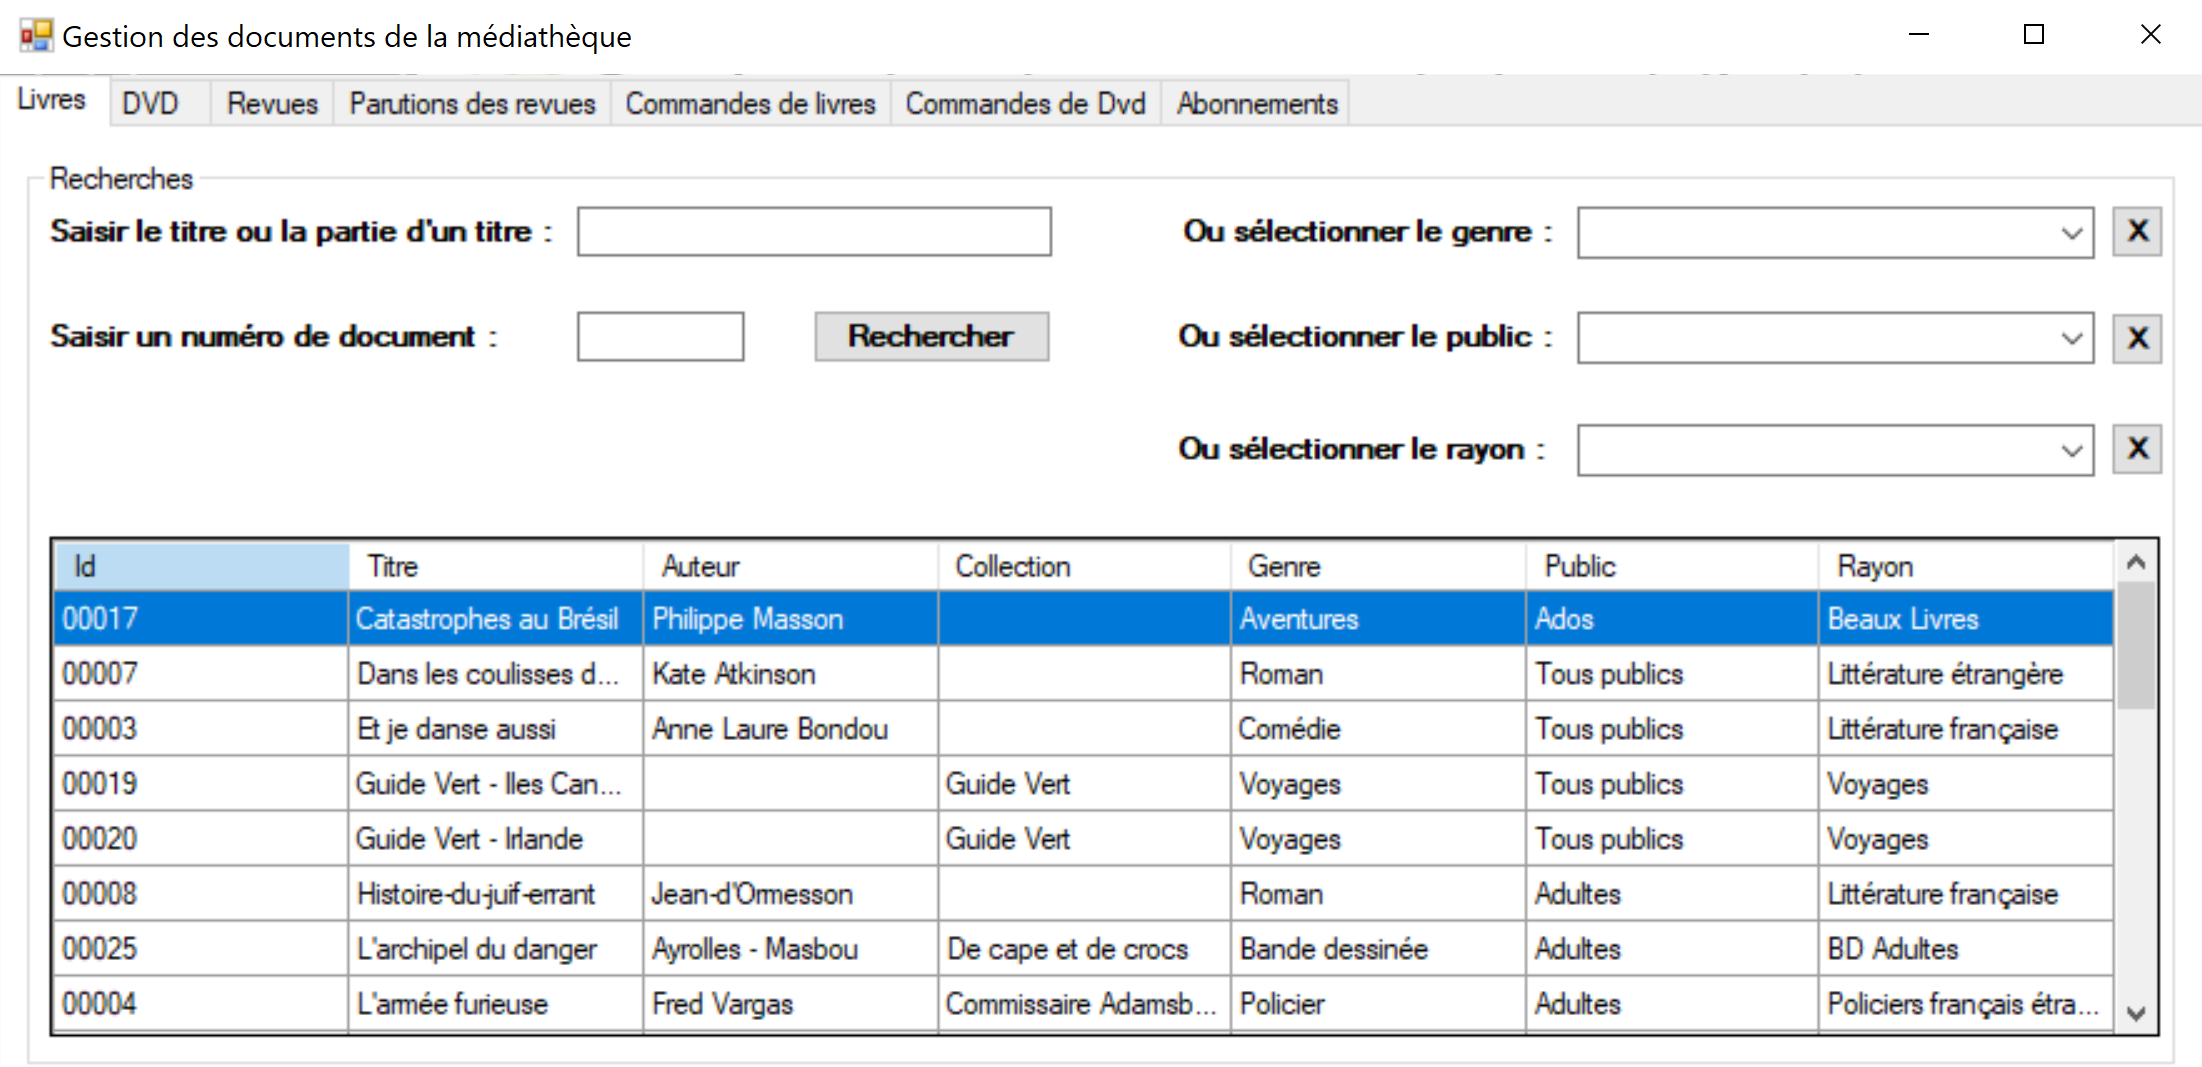 Gestion des documents de la médiathèque
Livres DVD Revues Parutions des revues Commandes de livres Commandes de Dvd Abonnements
Recherches
Saisir le titre ou la partie d'un titre : Ou sélectionner le genre : X
Saisir un numéro de document : Rechercher Ou sélectionner le public : X
Ou sélectionner le rayon : X
Id Titre Auteur Collection Genre Public Rayon
00017 Catastrophes au Brésil Philippe Masson Aventures Ados Beaux Livres
00007 Dans les coulisses d... Kate Atkinson Roman Tous publics Littérature étrangère
00003 Et je danse aussi Anne Laure Bondou Comédie Tous publics Littérature française
00019 Guide Vert - Iles Can... Guide Vert Voyages Tous publics Voyages
00020 Guide Vert - Irlande Guide Vert Voyages Tous publics Voyages
00008 Histoire-du-juif-errant Jean-d'Ormesson Roman Adultes Littérature française
00025 L'archipel du danger Ayrolles - Masbou De cape et de crocs Bande dessinée Adultes BD Adultes
00004 L'armée furieuse Fred Vargas Commissaire Adamsb... Policier Adultes Policiers français étra...